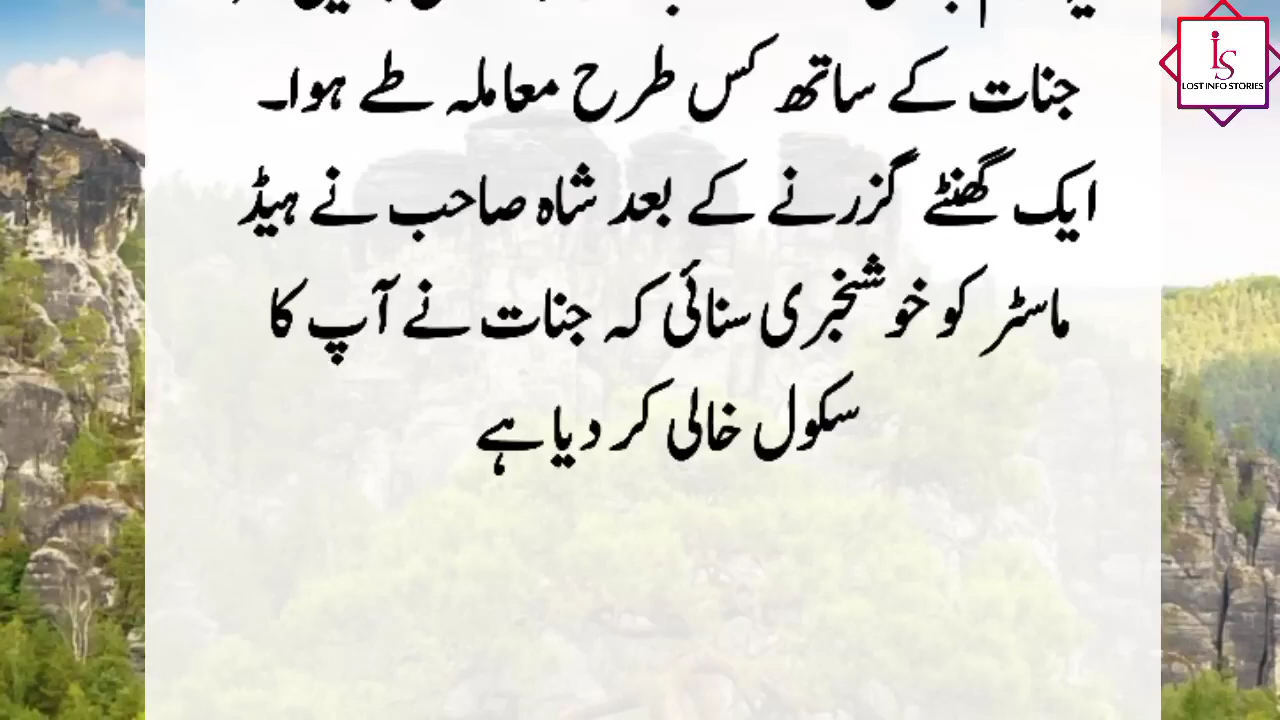 جنات کے ساتھ کس طرح معاملہ طے ہوا۔
ایک گھنٹے گزرنے کے بعد شاہ صاحب نے ہیڈ
ماسٹر کو خوشخبری سنائی کہ جنات نے آپ کا
سکول خالی کر دیا ہے
IS
LOST INFO STORIES